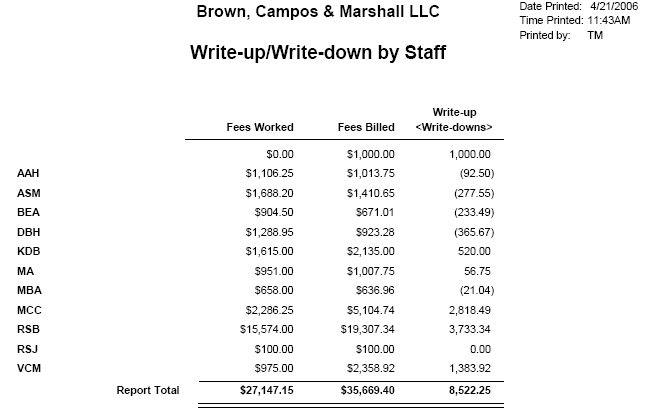 Brown, Campos & Marshall LLC
Date Printed: 4/21/2006
Time Printed: 11:43AM
Printed by: TM
Write-up/Write-down by Staff
Write-up
Fees Worked Fees Billed <Write-downs>
$0.00 $1,000.00 1,000.00
AAH $1,106.25 $1,013.75 (92.50)
ASM $1,688.20 $1,410.65 (277.55)
BEA $904.50 $671.01 (233.49)
DBH $1,288.95 $923.28 (365.67)
KDB $1,615.00 $2,135.00 520.00
MA $951.00 $1,007.75 56.75
MBA $658.00 $636.96 (21.04)
MCC $2,286.25 $5,104.74 2,818.49
RSB $15,574.00 $19,307.34 3,733.34
RSJ $100.00 $100.00 0.00
VCM $975.00 $2,358.92 1,383.92
Report Total $27,147.15 $35,669.40 8,522.25